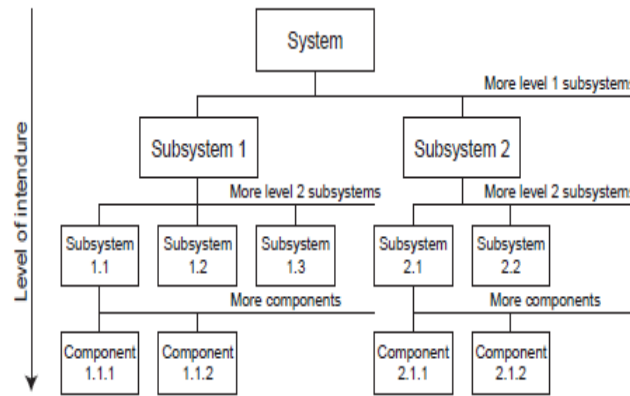 System
More level 1 subsystems
Subsystem 1
Subsystem 2
More level 2 subsystems
More level 2 subsystems
Subsystem
1.1
Subsystem
1.2
Subsystem
1.3
Subsystem
2.1
Subsystem
2.2
More components
More components
Component
1.1.1
Component
1.1.2
Component
2.1.1
Component
2.1.2
Level of intendure